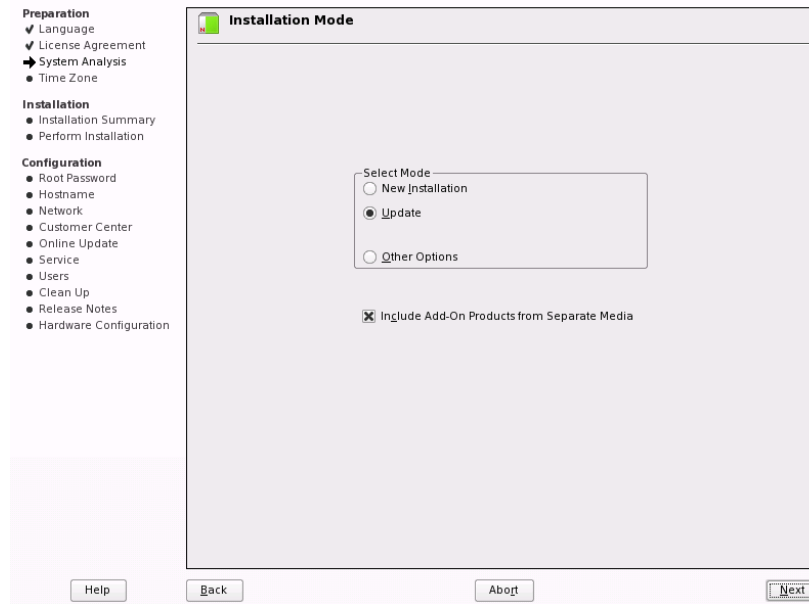 Preparation
Language
License Agreement
System Analysis
Time Zone
Installation
Installation Summary
Perform Installation
Configuration
Root Password
Hostname
Network
Customer Center
Online Update
Service
Users
Clean Up
Release Notes
Hardware Configuration
Installation Mode
Select Mode
New Installation
Update
Other Options
Include Add-On Products from Separate Media
Help
Back
Abort
Next